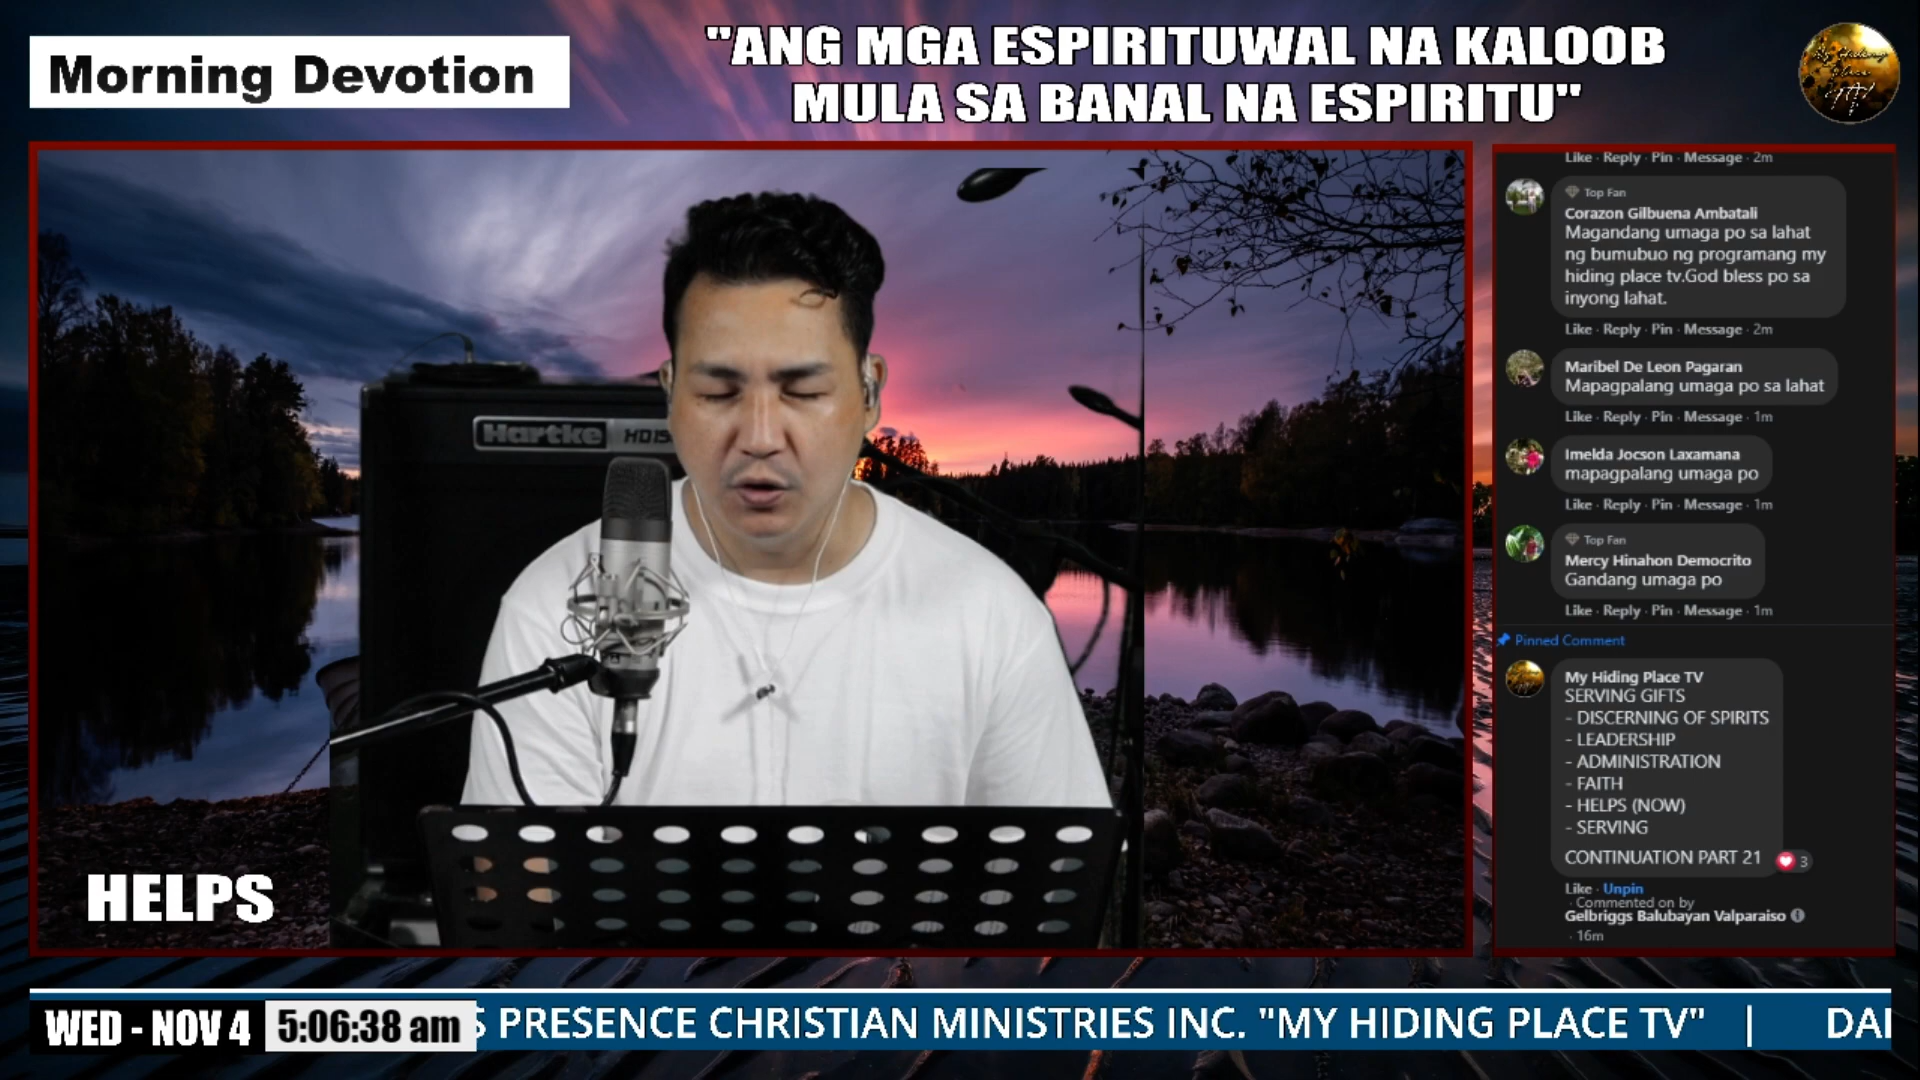 Morning Devotion
"ANG MGA ESPIRITUWAL NA KALOOB
MULA SA BANAL NA ESPIRITU"
My Hiding
Place
Hartke HD15
HELPS
Like · Reply · Pin · Message · 2m
Top Fan
Corazon Gilbuena Ambatali
Magandang umaga po sa lahat
ng bumubuo ng programang my
hiding place tv.God bless po sa
inyong lahat.
Like · Reply · Pin · Message · 2m
Maribel De Leon Pagaran
Mapagpalang umaga po sa lahat
Like · Reply · Pin · Message · 1m
Imelda Jocson Laxamana
mapagpalang umaga po
Like · Reply · Pin · Message · 1m
Top Fan
Mercy Hinahon Democrito
Gandang umaga po
Like · Reply · Pin · Message · 1m
Pinned Comment
My Hiding Place TV
SERVING GIFTS
- DISCERNING OF SPIRITS
- LEADERSHIP
- ADMINISTRATION
- FAITH
- HELPS (NOW)
- SERVING
CONTINUATION PART 21
3
Like · Unpin
· Commented on by
Gelbriggs Balubayan Valparaiso
· 16m
WED - NOV 4 5:06:38 am S PRESENCE CHRISTIAN MINISTRIES INC. "MY HIDING PLACE TV" | DAI